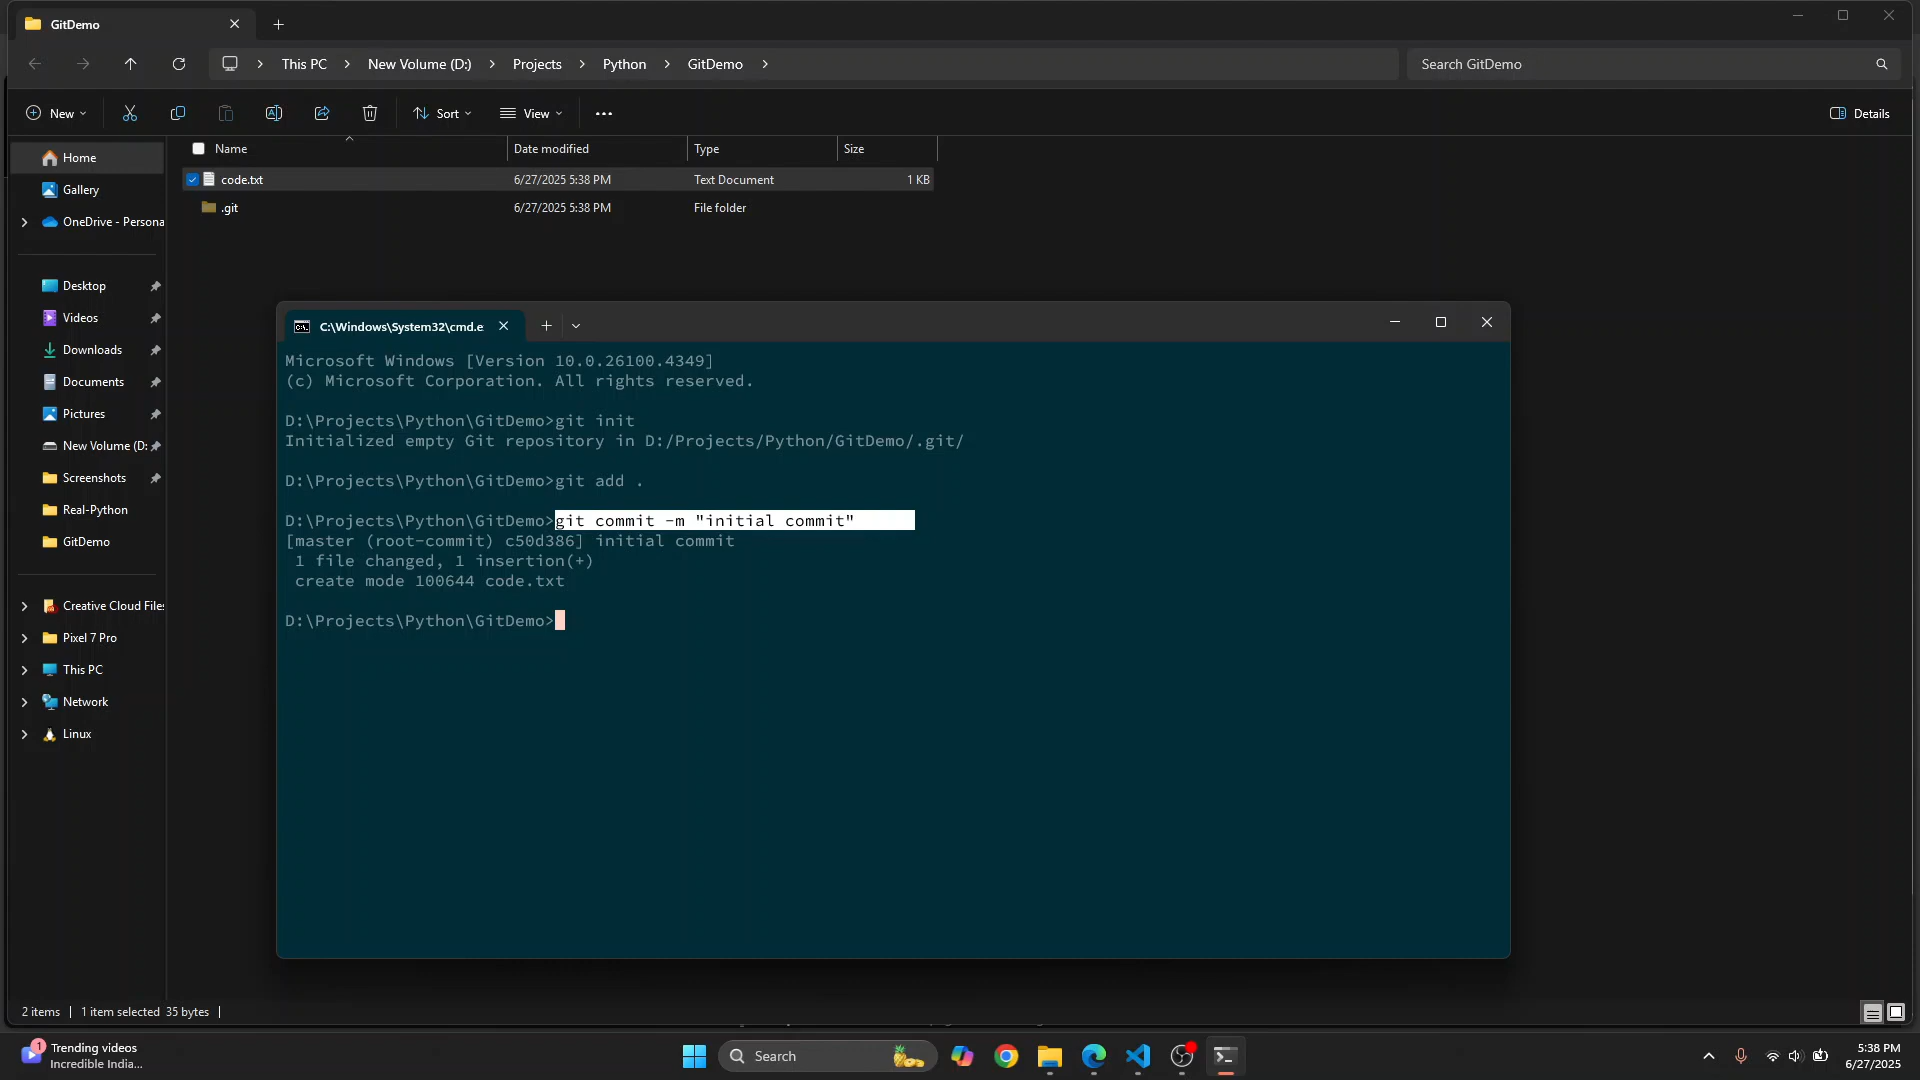 GitDemo
This PC
New Volume (D:)
Projects
Python
GitDemo
Search GitDemo
New
Sort
View
Details
Name
Date modified
Type
Size
code.txt
6/27/2025 5:38 PM
Text Document
1 KB
.git
6/27/2025 5:38 PM
File folder
Home
Gallery
OneDrive - Persona
Desktop
Videos
Downloads
Documents
Pictures
New Volume (D:
Screenshots
Real-Python
GitDemo
Creative Cloud Files
Pixel 7 Pro
This PC
Network
Linux
C:\Windows\System32\cmd.e
Microsoft Windows [Version 10.0.26100.4349]
(c) Microsoft Corporation. All rights reserved.
D:\Projects\Python\GitDemo>git init
Initialized empty Git repository in D:/Projects/Python/GitDemo/.git/
D:\Projects\Python\GitDemo>git add .
D:\Projects\Python\GitDemo>git commit -m "initial commit"
[master (root-commit) c50d386] initial commit
1 file changed, 1 insertion(+)
create mode 100644 code.txt
D:\Projects\Python\GitDemo>
2 items
1 item selected 35 bytes
1
Trending videos
Incredible India...
Search
5:38 PM
6/27/2025